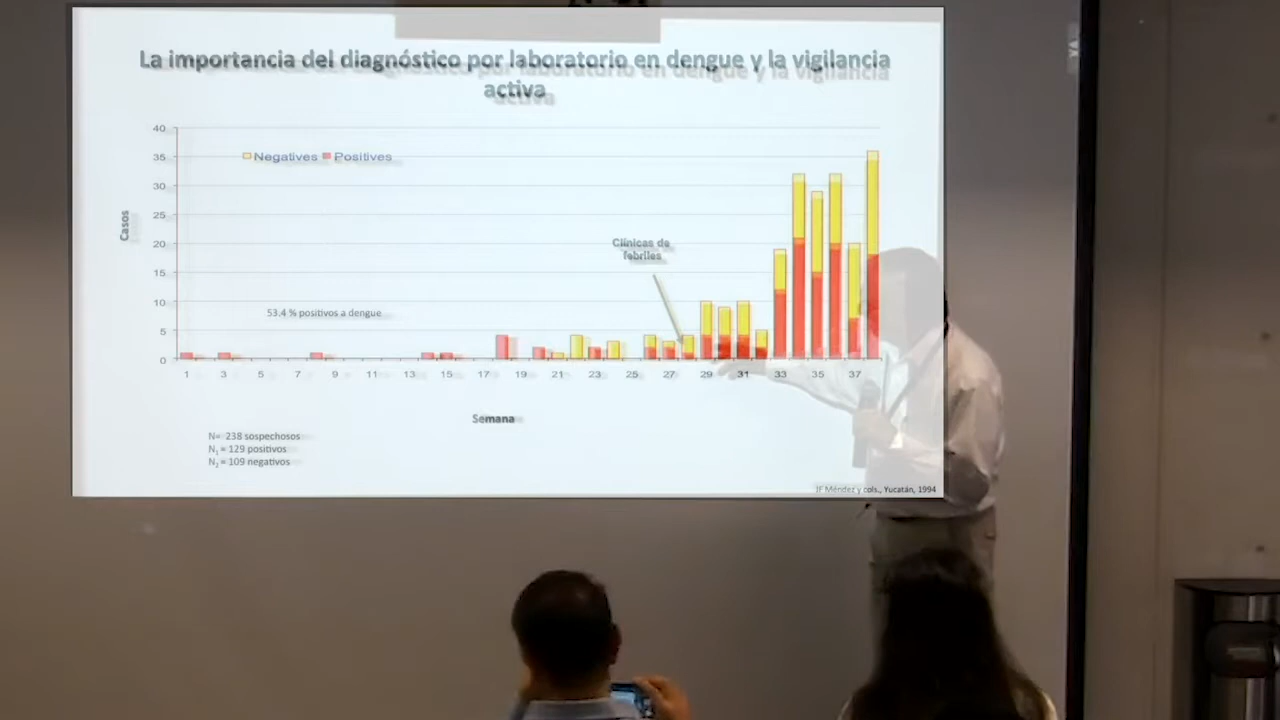 La importancia del diagnóstico por laboratorio en dengue y la vigilancia
activa
40
35
30
25
20
15
10
5
0
Negatives Positives
Casos
Clínicas de
febriles
53.4 % positivos a dengue
1 3 5 7 9 11 13 15 17 19 21 23 25 27 29 31 33 35 37
Semana
N= 238 sospechosos
N₁ = 129 positivos
N₂ = 109 negativos
JF Méndez y cols., Yucatán, 1994